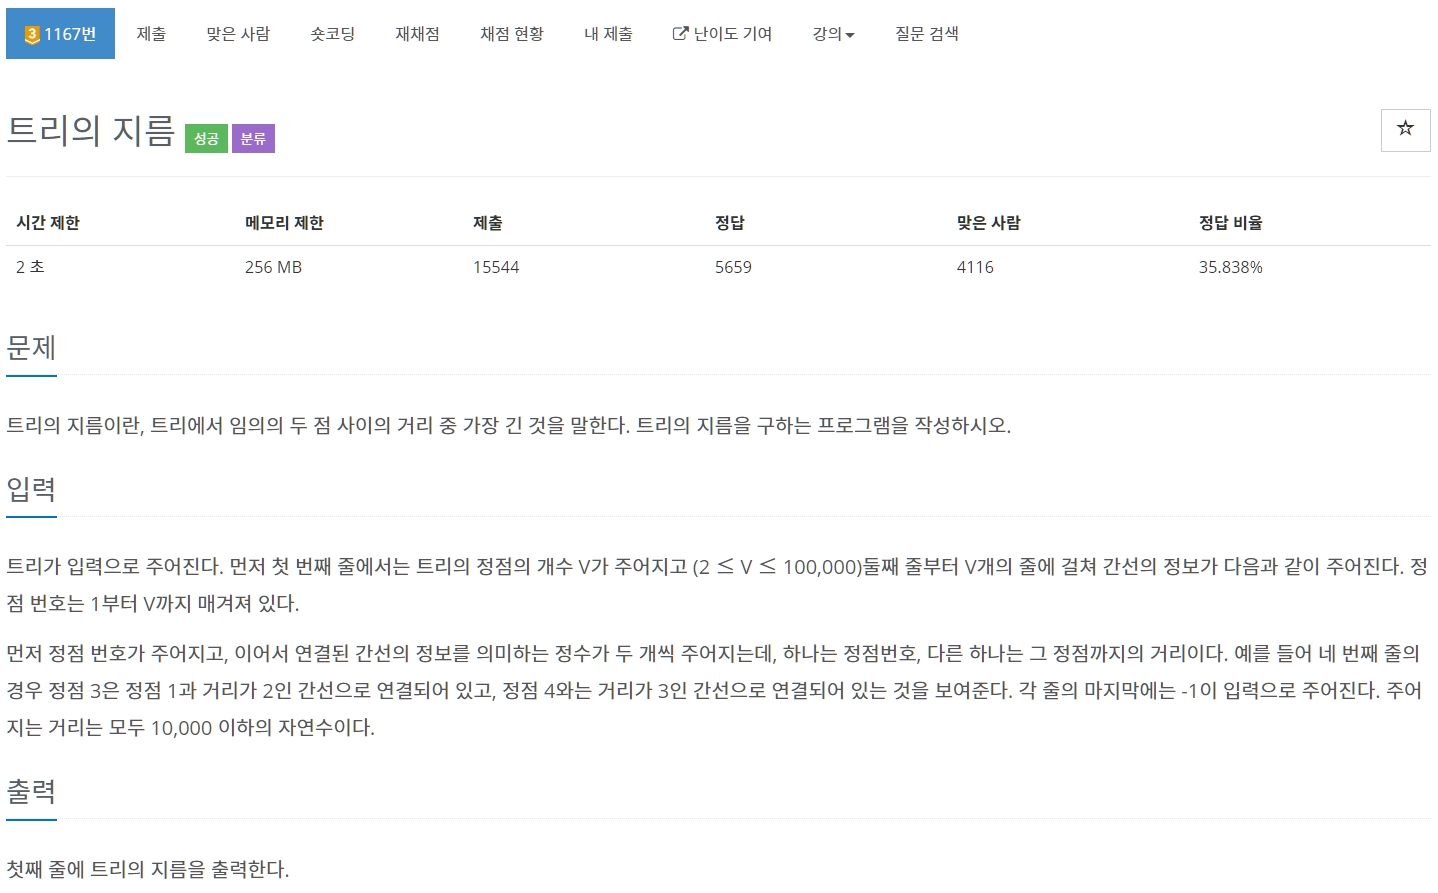 3 1167번 제출 맞은 사람 숏코딩 재채점 채점 현황 내 제출 난이도 기여 강의 질문 검색
트리의 지름 성공 분류
시간 제한 메모리 제한 제출 정답 맞은 사람 정답 비율
2 초 256 MB 15544 5659 4116 35.838%
문제
트리의 지름이란, 트리에서 임의의 두 점 사이의 거리 중 가장 긴 것을 말한다. 트리의 지름을 구하는 프로그램을 작성하시오.
입력
트리가 입력으로 주어진다. 먼저 첫 번째 줄에서는 트리의 정점의 개수 V가 주어지고 (2 ≤ V ≤ 100,000)둘째 줄부터 V개의 줄에 걸쳐 간선의 정보가 다음과 같이 주어진다. 정
점 번호는 1부터 V까지 매겨져 있다.
먼저 정점 번호가 주어지고, 이어서 연결된 간선의 정보를 의미하는 정수가 두 개씩 주어지는데, 하나는 정점번호, 다른 하나는 그 정점까지의 거리이다. 예를 들어 네 번째 줄의
경우 정점 3은 정점 1과 거리가 2인 간선으로 연결되어 있고, 정점 4와는 거리가 3인 간선으로 연결되어 있는 것을 보여준다. 각 줄의 마지막에는 -1이 입력으로 주어진다. 주어
지는 거리는 모두 10,000 이하의 자연수이다.
출력
첫째 줄에 트리의 지름을 출력한다.